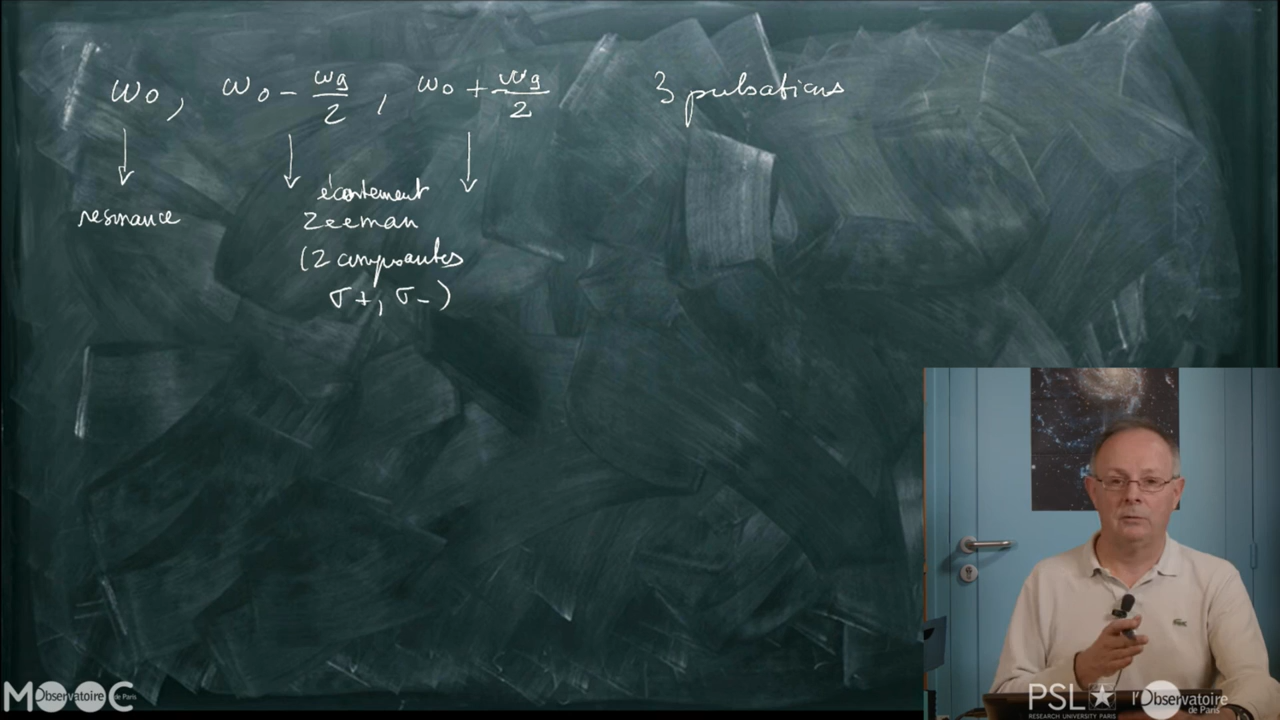 ω0, ω0 - ωg/2, ω0 + ωg/2 3 pulsations
résonance
écartement
Zeeman
(2 composantes
σ+, σ-)
MOOC
l'Observatoire de Paris
PSL
RESEARCH UNIVERSITY PARIS
l'Observatoire
de Paris